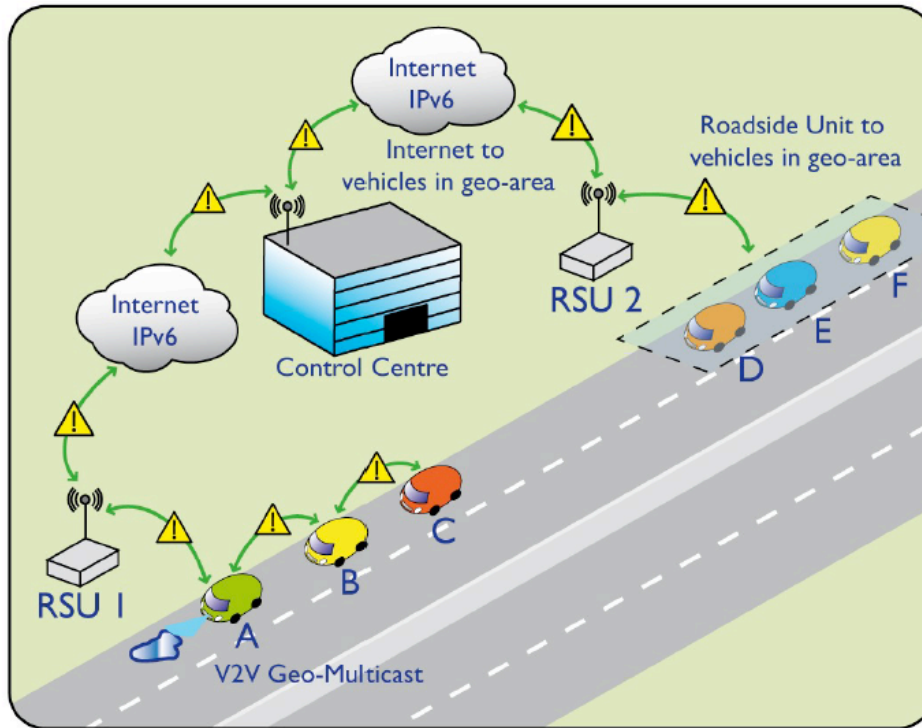 Internet
IPv6
Internet to
vehicles in geo-area
Roadside Unit to
vehicles in geo-area
Internet
IPv6
Control Centre
RSU 2
F
E
D
C
B
A
RSU 1
V2V Geo-Multicast